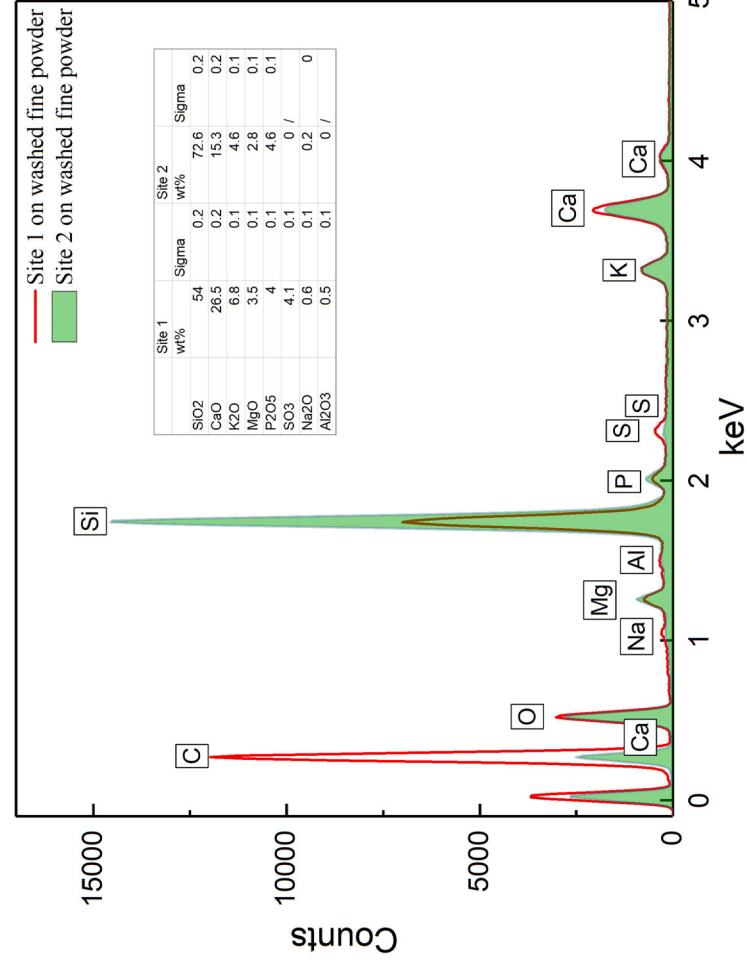 Site 1 on washed fine powder
Site 2 on washed fine powder
Site 1 Site 2
wt% Sigma wt% Sigma
SiO2 54 0.2 72.6 0.2
CaO 26.5 0.2 15.3 0.2
K2O 6.8 0.1 4.6 0.1
MgO 3.5 0.1 2.8 0.1
P2O5 4 0.1 4.6 0.1
SO3 4.1 0.1 0 /
Na2O 0.6 0.1 0.2 0
Al2O3 0.5 0.1 0 /
Si
C
O
Ca
Na
Mg
Al
P
S
S
K
Ca
Ca
15000
10000
5000
0
Counts
0 1 2 3 4 5
keV